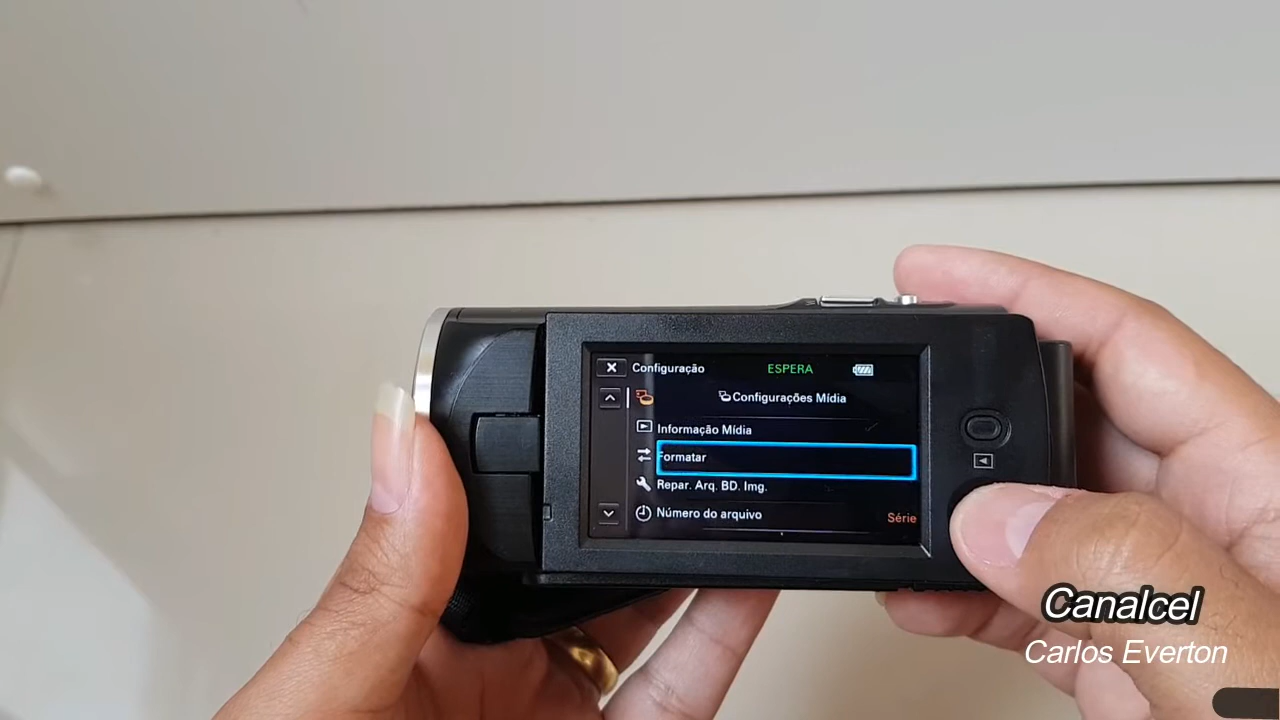 Configuração ESPERA
Configurações Mídia
Informação Mídia
Formatar
Repar. Arq. BD. Img.
Número do arquivo Série
Canalcel
Carlos Everton